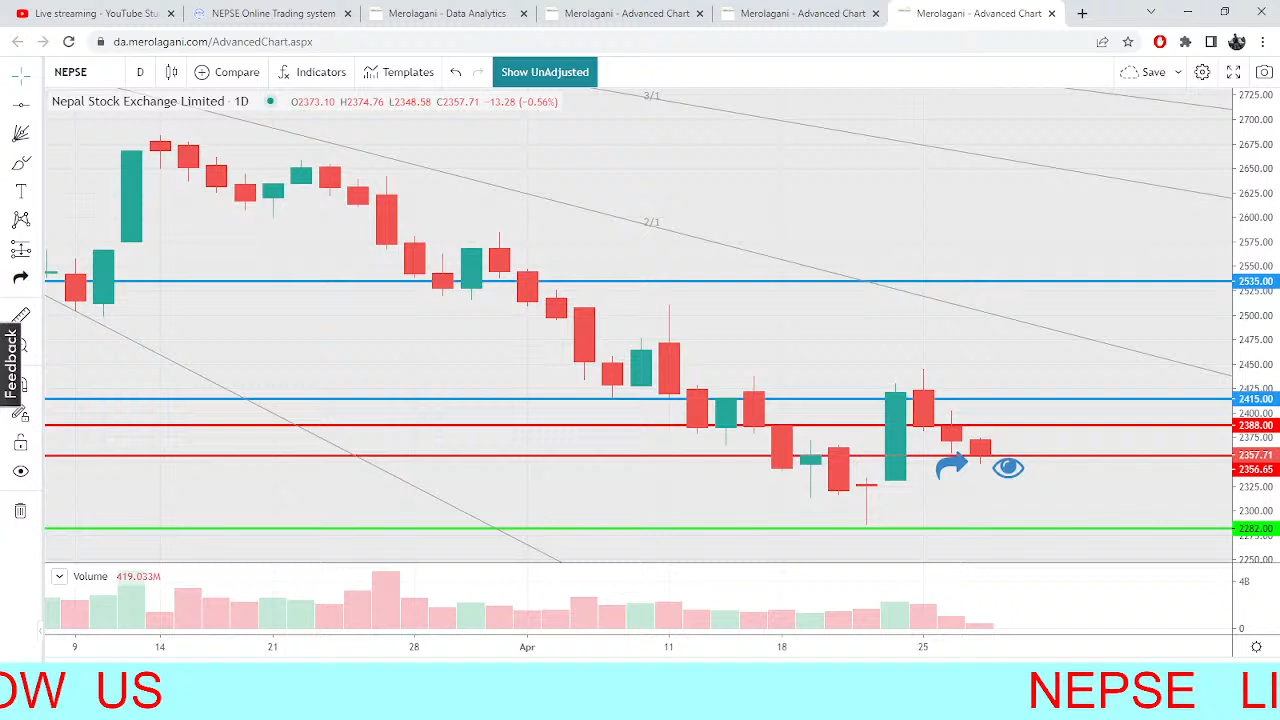 Live streaming - YouTube Stu
NEPSE Online Trading system
Merolagani - Data Analytics
Merolagani - Advanced Chart
Merolagani - Advanced Chart
Merolagani - Advanced Chart
da.merolagani.com/AdvancedChart.aspx
NEPSE D Compare Indicators Templates Show UnAdjusted Save
Nepal Stock Exchange Limited · 1D O2373.10 H2374.76 L2348.58 C2357.71 −13.28 (−0.56%)
3/1
2/1
2725.00
2700.00
2675.00
2650.00
2625.00
2600.00
2575.00
2550.00
2535.00
2525.00
2500.00
2475.00
2450.00
2425.00
2415.00
2400.00
2388.00
2375.00
2357.71
2356.65
2325.00
2300.00
2282.00
2275.00
2250.00
Feedback
Volume 419.033M
4B
0
9 14 21 28 Apr 11 18 25
OW US NEPSE LI